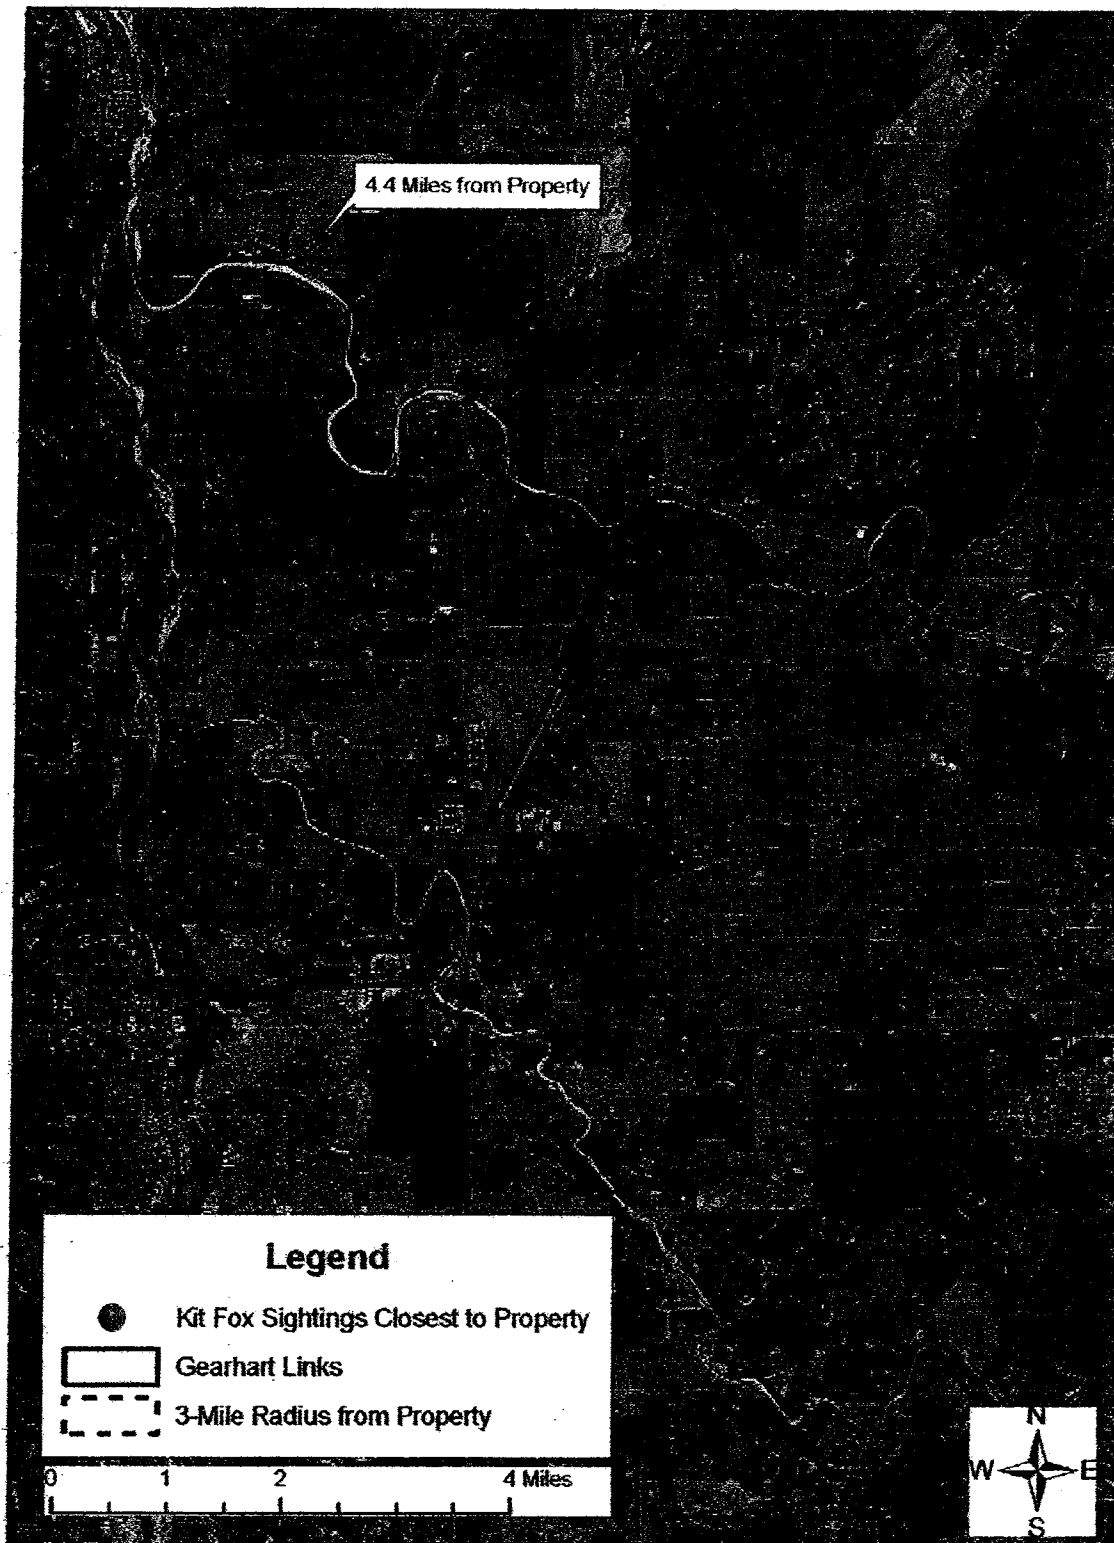 4.4 Miles from Property
Legend
Kit Fox Sightings Closest to Property
Gearhart Links
3-Mile Radius from Property
0 1 2 4 Miles
N
W E
S